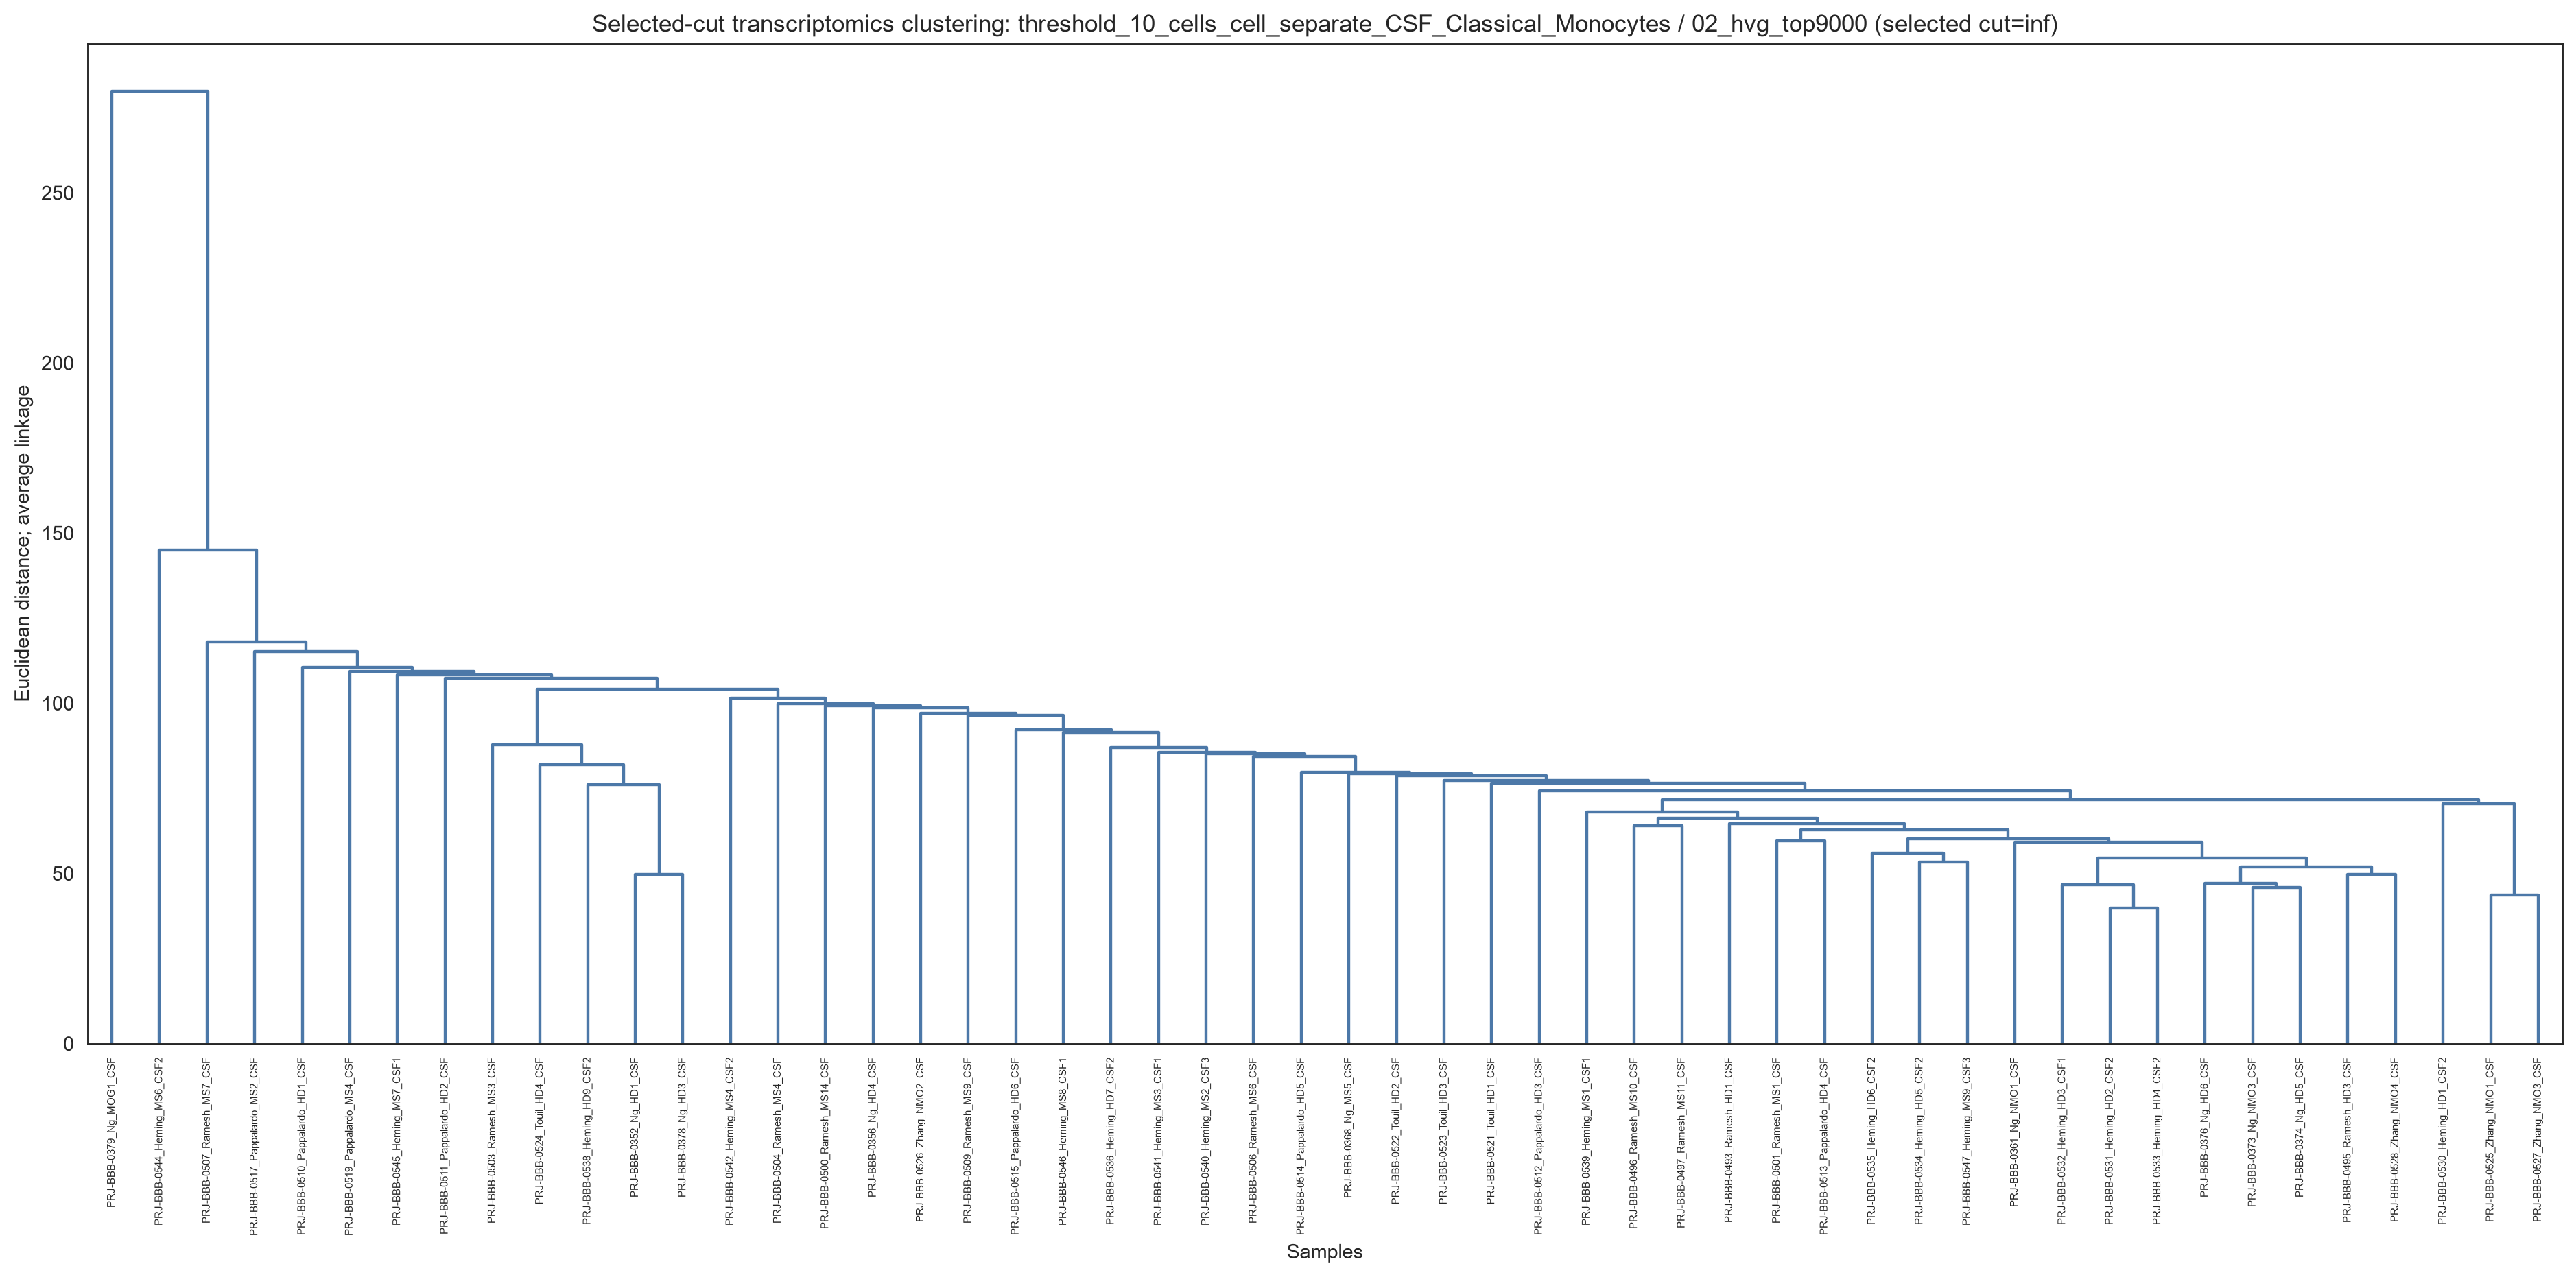 Selected-cut transcriptomics clustering: threshold_10_cells_cell_separate_CSF_Classical_Monocytes / 02_hvg_top9000 (selected cut=inf)
Euclidean distance; average linkage
250
200
150
100
50
0
PRJ-BBB-0379_Ng_MOG1_CSF
PRJ-BBB-0544_Heming_MS6_CSF2
PRJ-BBB-0507_Ramesh_MS7_CSF
PRJ-BBB-0517_Pappalardo_MS2_CSF
PRJ-BBB-0510_Pappalardo_HD1_CSF
PRJ-BBB-0519_Pappalardo_MS4_CSF
PRJ-BBB-0545_Heming_MS7_CSF1
PRJ-BBB-0511_Pappalardo_HD2_CSF
PRJ-BBB-0503_Ramesh_MS3_CSF
PRJ-BBB-0524_Touil_HD4_CSF
PRJ-BBB-0538_Heming_HD9_CSF2
PRJ-BBB-0352_Ng_HD1_CSF
PRJ-BBB-0378_Ng_HD3_CSF
PRJ-BBB-0542_Heming_MS4_CSF2
PRJ-BBB-0504_Ramesh_MS4_CSF
PRJ-BBB-0500_Ramesh_MS14_CSF
PRJ-BBB-0356_Ng_HD4_CSF
PRJ-BBB-0526_Zhang_NMO2_CSF
PRJ-BBB-0509_Ramesh_MS9_CSF
PRJ-BBB-0515_Pappalardo_HD6_CSF
PRJ-BBB-0546_Heming_MS8_CSF1
PRJ-BBB-0536_Heming_HD7_CSF2
PRJ-BBB-0541_Heming_MS3_CSF1
PRJ-BBB-0540_Heming_MS2_CSF3
PRJ-BBB-0506_Ramesh_MS6_CSF
PRJ-BBB-0514_Pappalardo_HD5_CSF
PRJ-BBB-0368_Ng_MS5_CSF
PRJ-BBB-0522_Touil_HD2_CSF
PRJ-BBB-0523_Touil_HD3_CSF
PRJ-BBB-0521_Touil_HD1_CSF
PRJ-BBB-0512_Pappalardo_HD3_CSF
PRJ-BBB-0539_Heming_MS1_CSF1
PRJ-BBB-0496_Ramesh_MS10_CSF
PRJ-BBB-0497_Ramesh_MS11_CSF
PRJ-BBB-0493_Ramesh_HD1_CSF
PRJ-BBB-0501_Ramesh_MS1_CSF
PRJ-BBB-0513_Pappalardo_HD4_CSF
PRJ-BBB-0535_Heming_HD6_CSF2
PRJ-BBB-0534_Heming_HD5_CSF2
PRJ-BBB-0547_Heming_MS9_CSF3
PRJ-BBB-0361_Ng_NMO1_CSF
PRJ-BBB-0532_Heming_HD3_CSF1
PRJ-BBB-0531_Heming_HD2_CSF2
PRJ-BBB-0533_Heming_HD4_CSF2
PRJ-BBB-0376_Ng_HD6_CSF
PRJ-BBB-0373_Ng_NMO3_CSF
PRJ-BBB-0374_Ng_HD5_CSF
PRJ-BBB-0495_Ramesh_HD3_CSF
PRJ-BBB-0528_Zhang_NMO4_CSF
PRJ-BBB-0530_Heming_HD1_CSF2
PRJ-BBB-0525_Zhang_NMO1_CSF
PRJ-BBB-0527_Zhang_NMO3_CSF
Samples